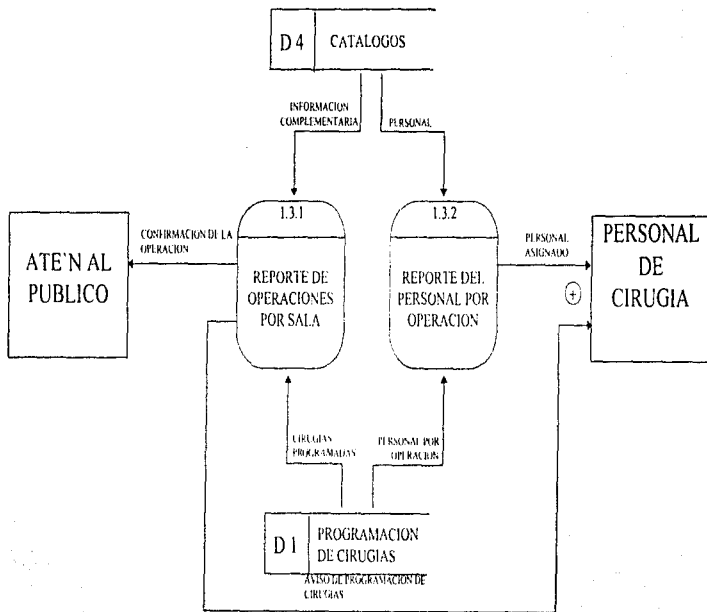 D 4 CATALOGOS
INFORMACION
COMPLEMENTARIA
PERSONAL
1.3.1
1.3.2
ATE'N AL
PUBLICO
CONFIRMACION DE LA
OPERACION
REPORTE DE
OPERACIONES
POR SALA
REPORTE DEL
PERSONAL POR
OPERACION
PERSONAL
ASIGNADO
+
PERSONAL
DE
CIRUGIA
CIRUGIAS
PROGRAMADAS
PERSONAL POR
OPERACION
D 1 PROGRAMACION
DE CIRUGIAS
AVISO DE PROGRAMACION DE
CIRUGIAS